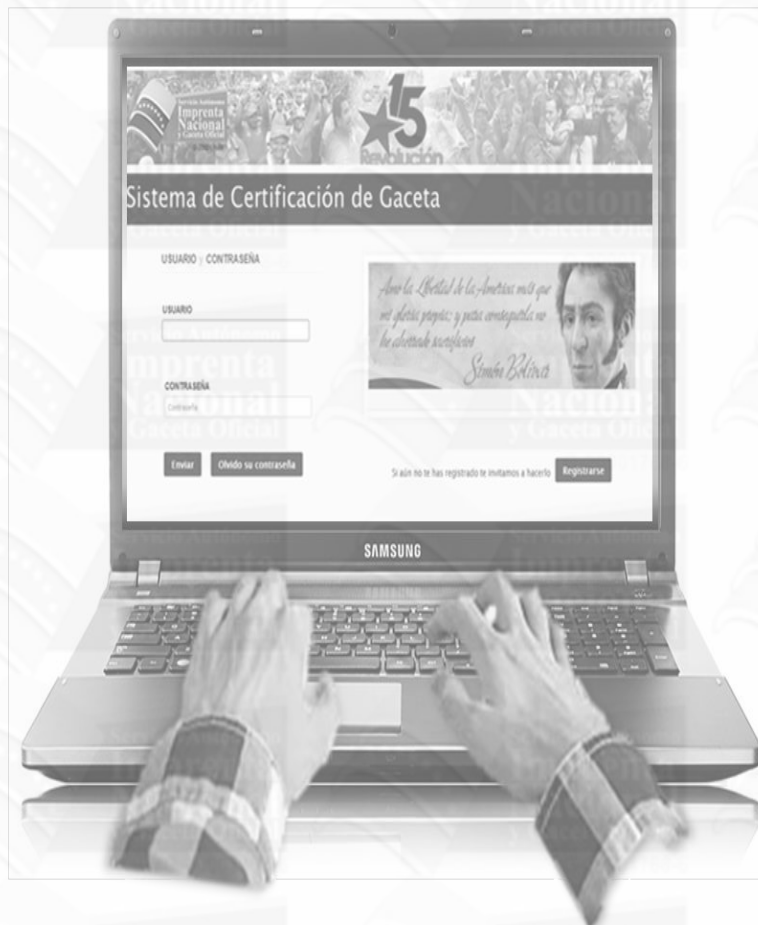 Servicio Autónomo
Imprenta
Nacional
y Gaceta Oficial
15
Revolución
Sistema de Certificación de Gaceta
USUARIO y CONTRASEÑA
USUARIO
CONTRASEÑA
Contraseña
Enviar
Olvido su contraseña
Amo la Libertad de la América más que
mi gloria propia; y para conseguirla no
he ahorrado sacrificios
Simón Bolívar
Si aún no te has registrado te invitamos a hacerlo
Registrarse
SAMSUNG